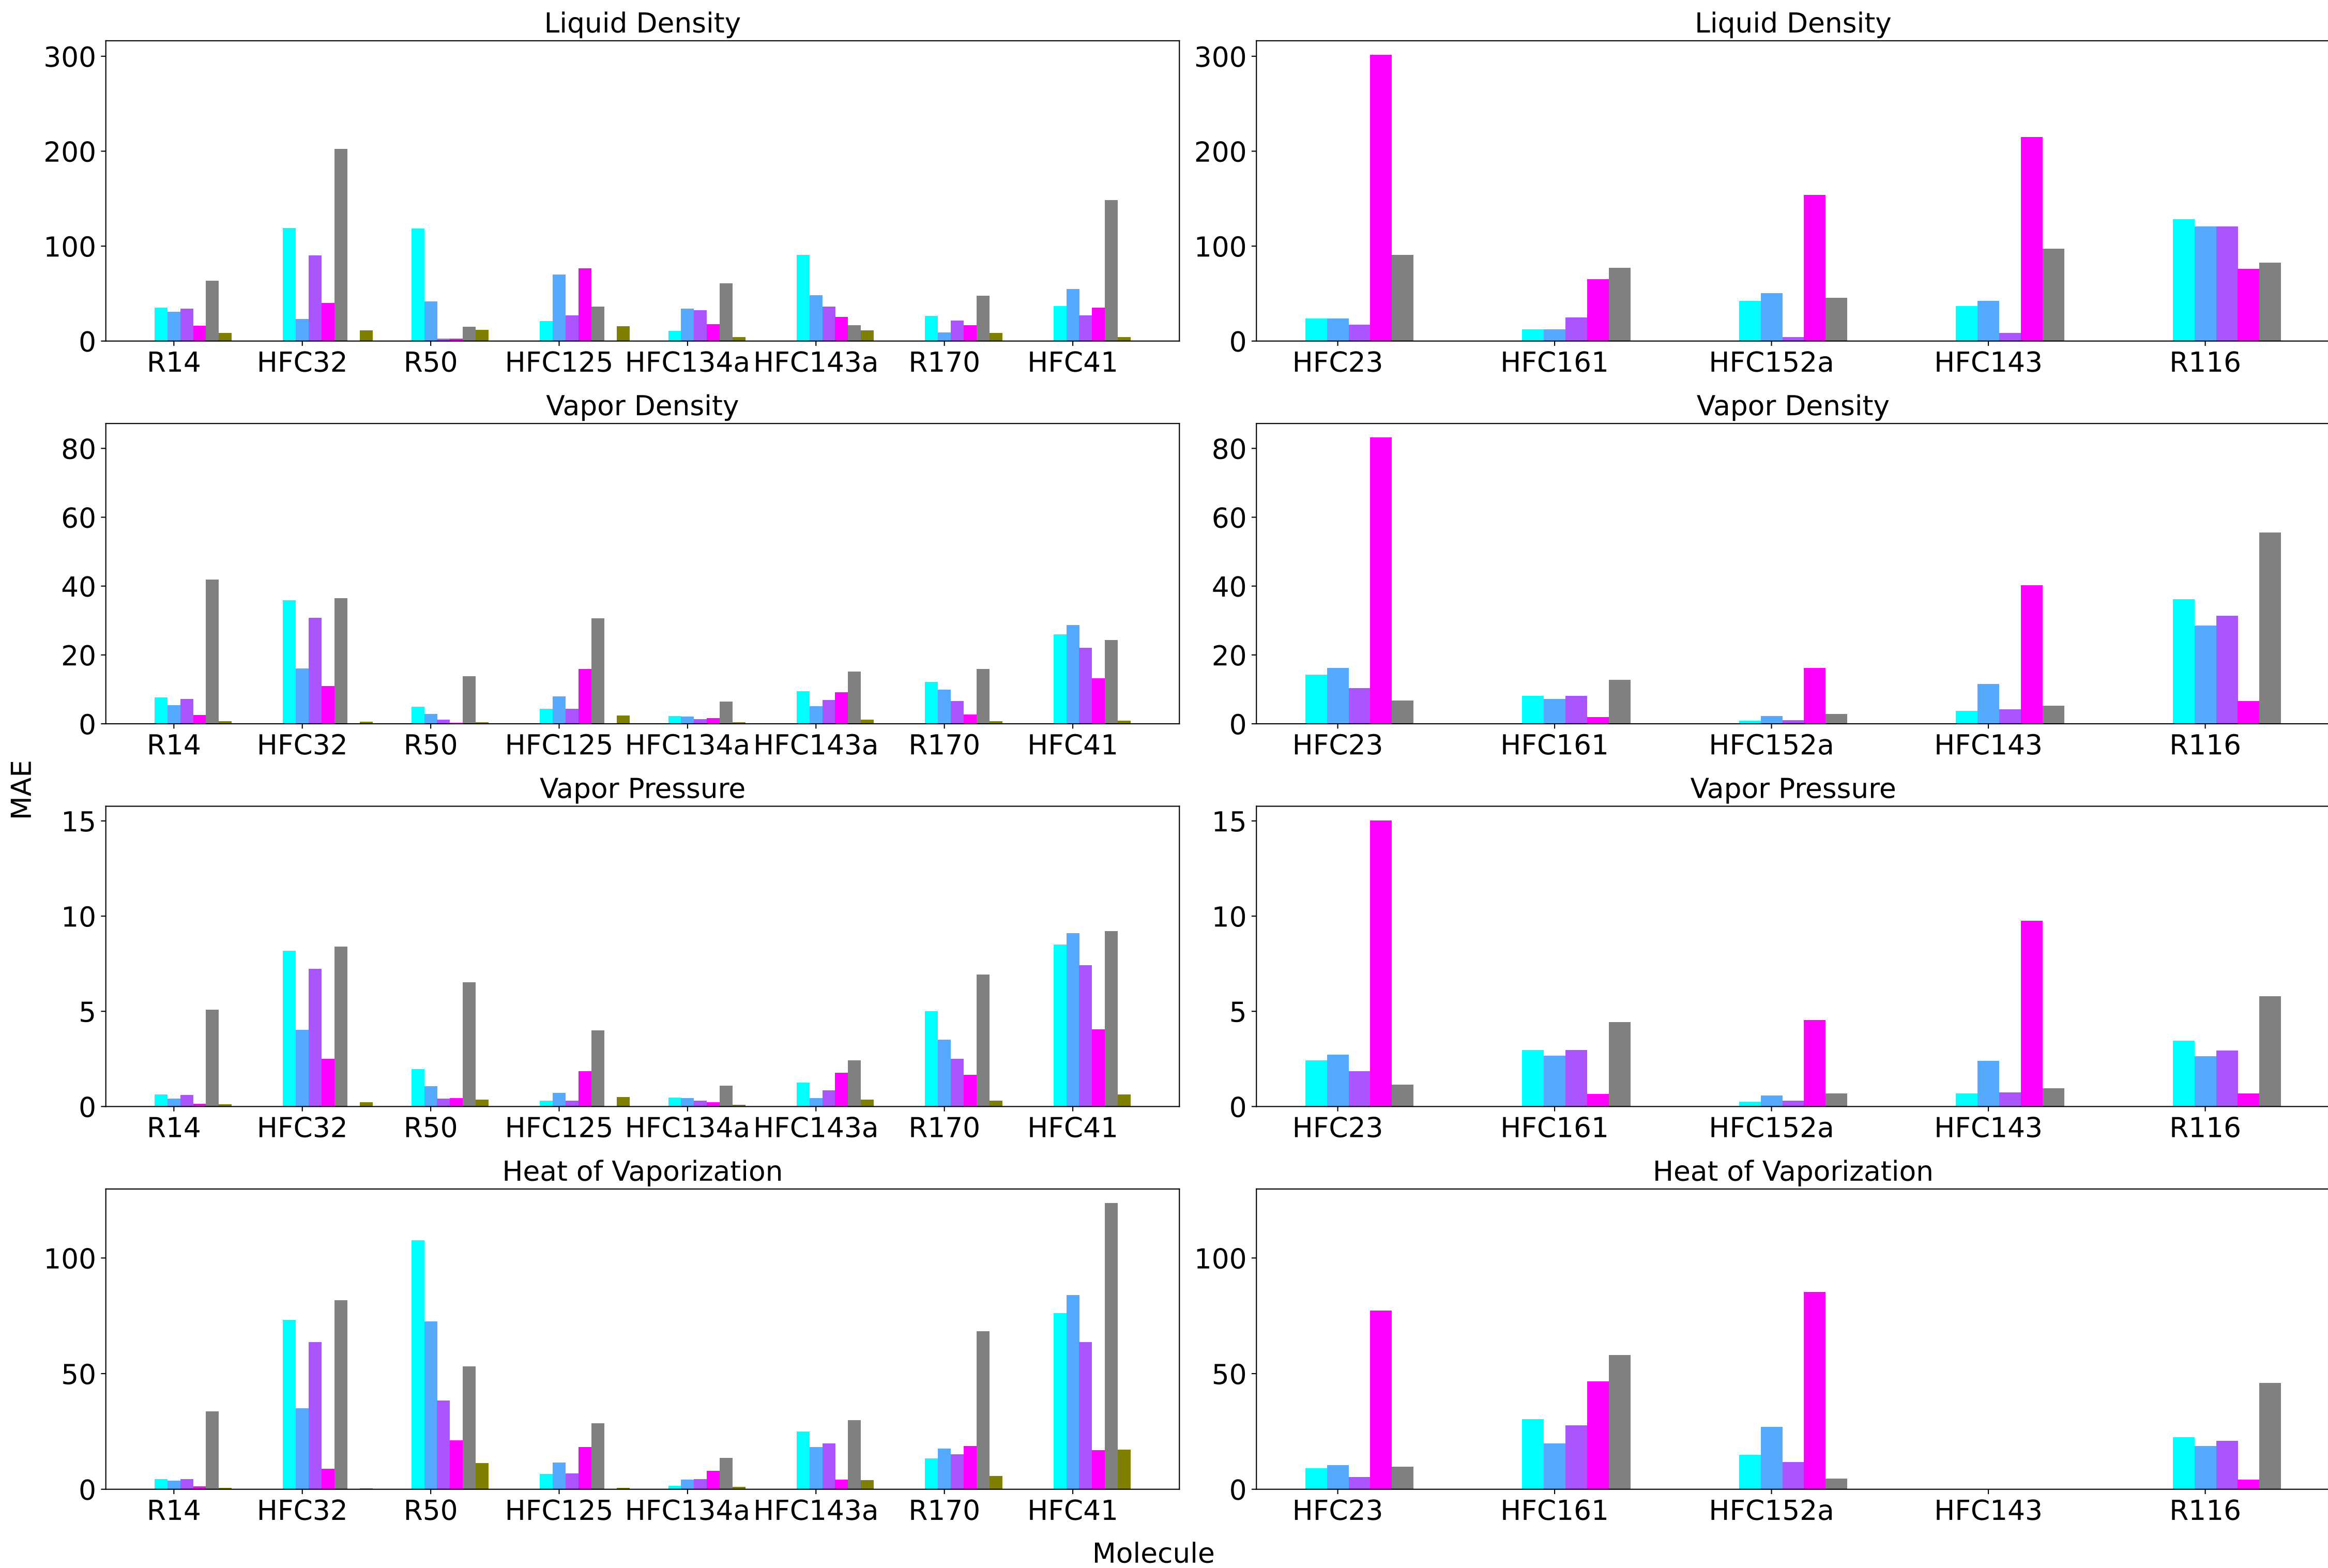 Liquid Density
Liquid Density
300
200
100
0
R14 HFC32 R50 HFC125 HFC134a HFC143a R170 HFC41
300
200
100
0
HFC23 HFC161 HFC152a HFC143 R116
Vapor Density
Vapor Density
80
60
40
20
0
R14 HFC32 R50 HFC125 HFC134a HFC143a R170 HFC41
80
60
40
20
0
HFC23 HFC161 HFC152a HFC143 R116
MAE
Vapor Pressure
Vapor Pressure
15
10
5
0
R14 HFC32 R50 HFC125 HFC134a HFC143a R170 HFC41
15
10
5
0
HFC23 HFC161 HFC152a HFC143 R116
Heat of Vaporization
Heat of Vaporization
100
50
0
R14 HFC32 R50 HFC125 HFC134a HFC143a R170 HFC41
100
50
0
HFC23 HFC161 HFC152a HFC143 R116
Molecule